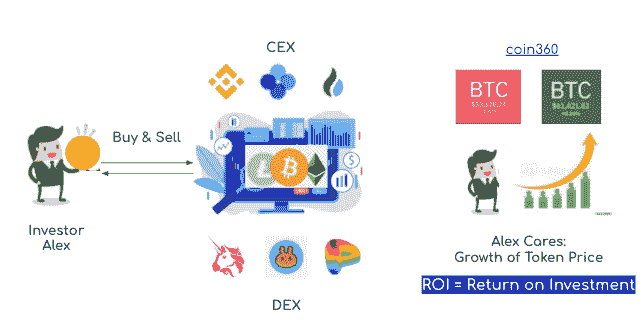 CEX
coin360
BTC
BTC
Buy & Sell
Investor
Alex
Alex Cares:
Growth of Token Price
ROI = Return on Investment
DEX